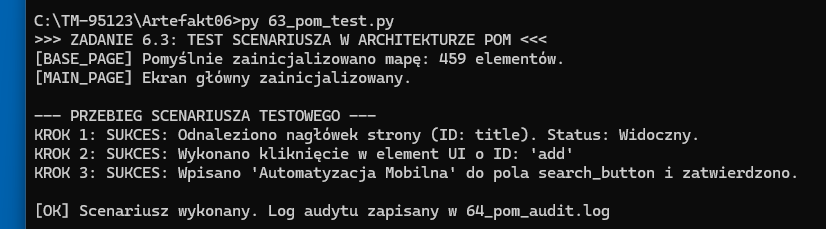 C:\TM-95123\Artefakt06>py 63_pom_test.py
>>> ZADANIE 6.3: TEST SCENARIUSZA W ARCHITEKTURZE POM <<<
[BASE_PAGE] Pomyślnie zainicjalizowano mapę: 459 elementów.
[MAIN_PAGE] Ekran główny zainicjalizowany.
--- PRZEBIEG SCENARIUSZA TESTOWEGO ---
KROK 1: SUKCES: Odnaleziono nagłówek strony (ID: title). Status: Widoczny.
KROK 2: SUKCES: Wykonano kliknięcie w element UI o ID: 'add'
KROK 3: SUKCES: Wpisano 'Automatyzacja Mobilna' do pola search_button i zatwierdzono.
[OK] Scenariusz wykonany. Log audytu zapisany w 64_pom_audit.log